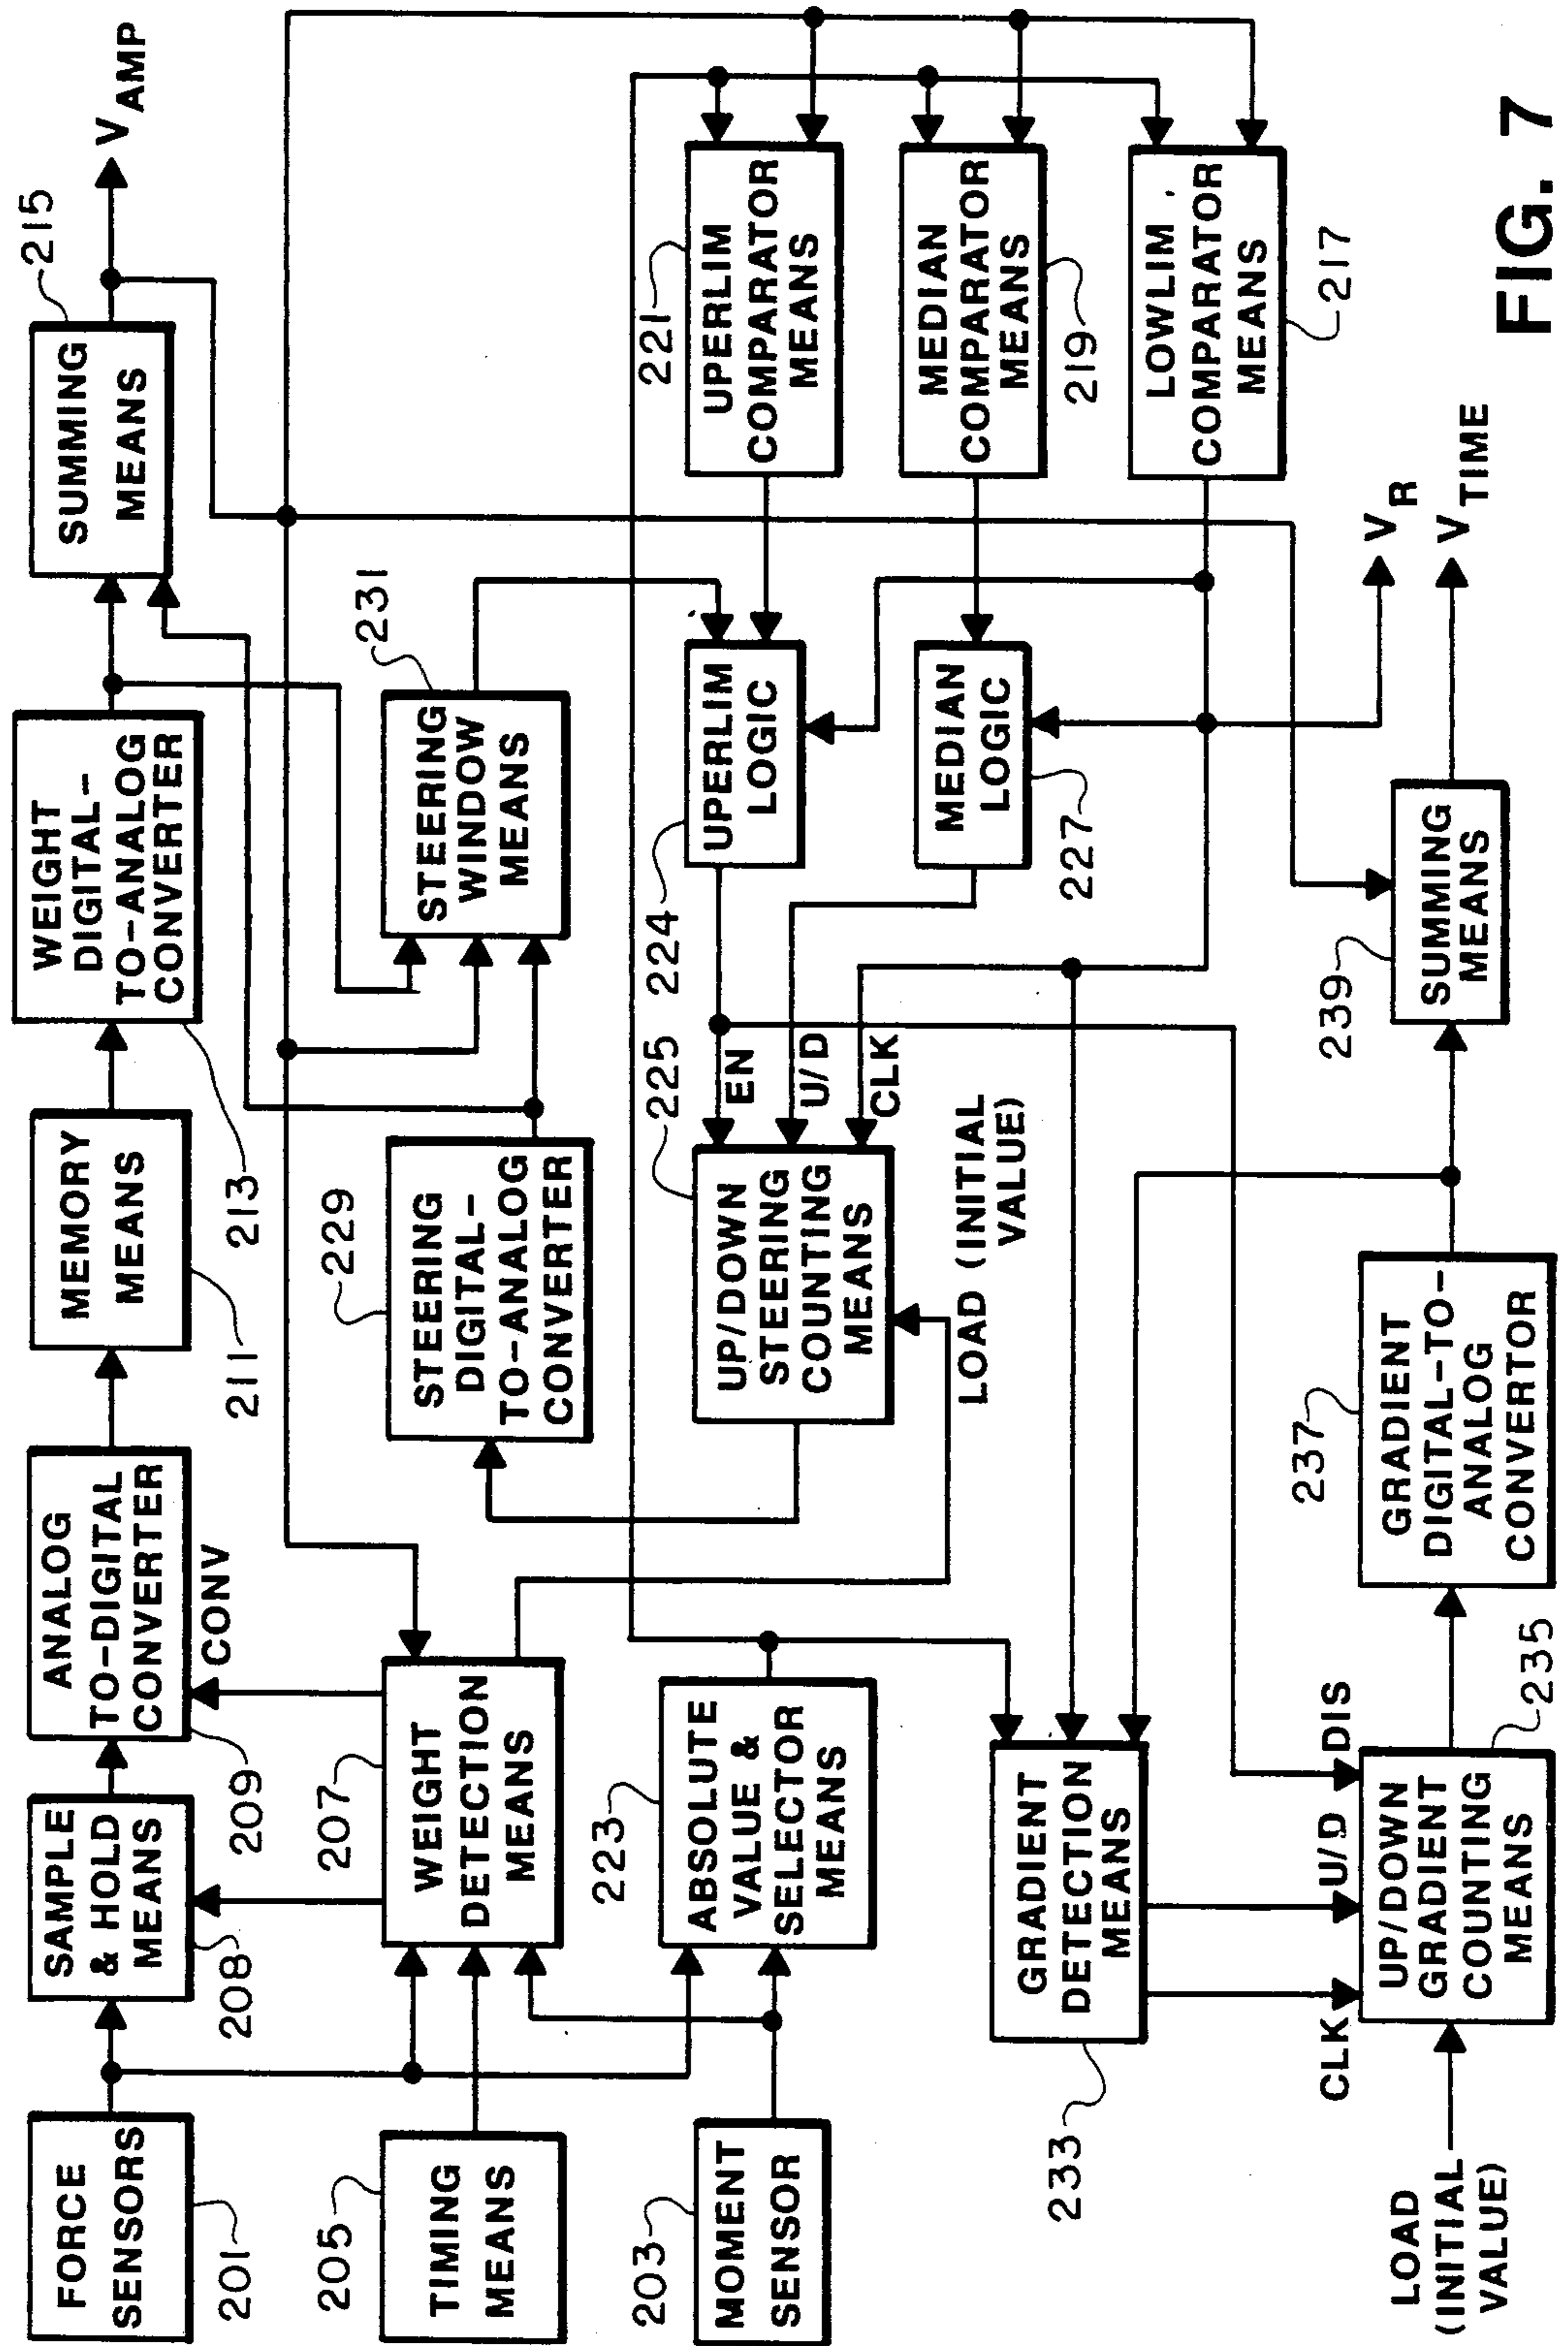 FORCE
SENSORS
201
SAMPLE
& HOLD
MEANS
208
ANALOG
TO-DIGITAL
CONVERTER
209
CONV
MEMORY
MEANS
211
WEIGHT
DIGITAL-
TO-ANALOG
CONVERTER
213
SUMMING
MEANS
215
V AMP
TIMING
MEANS
205
WEIGHT
DETECTION
MEANS
207
STEERING
DIGITAL-
TO-ANALOG
CONVERTER
229
STEERING
WINDOW
MEANS
231
MOMENT
SENSOR
203
ABSOLUTE
VALUE &
SELECTOR
MEANS
223
UP/DOWN
STEERING
COUNTING
MEANS
225
EN
U/D
CLK
LOAD (INITIAL
VALUE)
UPERLIM
LOGIC
224
UPERLIM
COMPARATOR
MEANS
221
MEDIAN
LOGIC
227
MEDIAN
COMPARATOR
MEANS
219
LOWLIM
COMPARATOR
MEANS
217
GRADIENT
DETECTION
MEANS
233
CLK
U/D
DIS
LOAD
(INITIAL
VALUE)
UP/DOWN
GRADIENT
COUNTING
MEANS
235
GRADIENT
DIGITAL-TO-
ANALOG
CONVERTOR
237
SUMMING
MEANS
239
V R
V TIME
FIG. 7